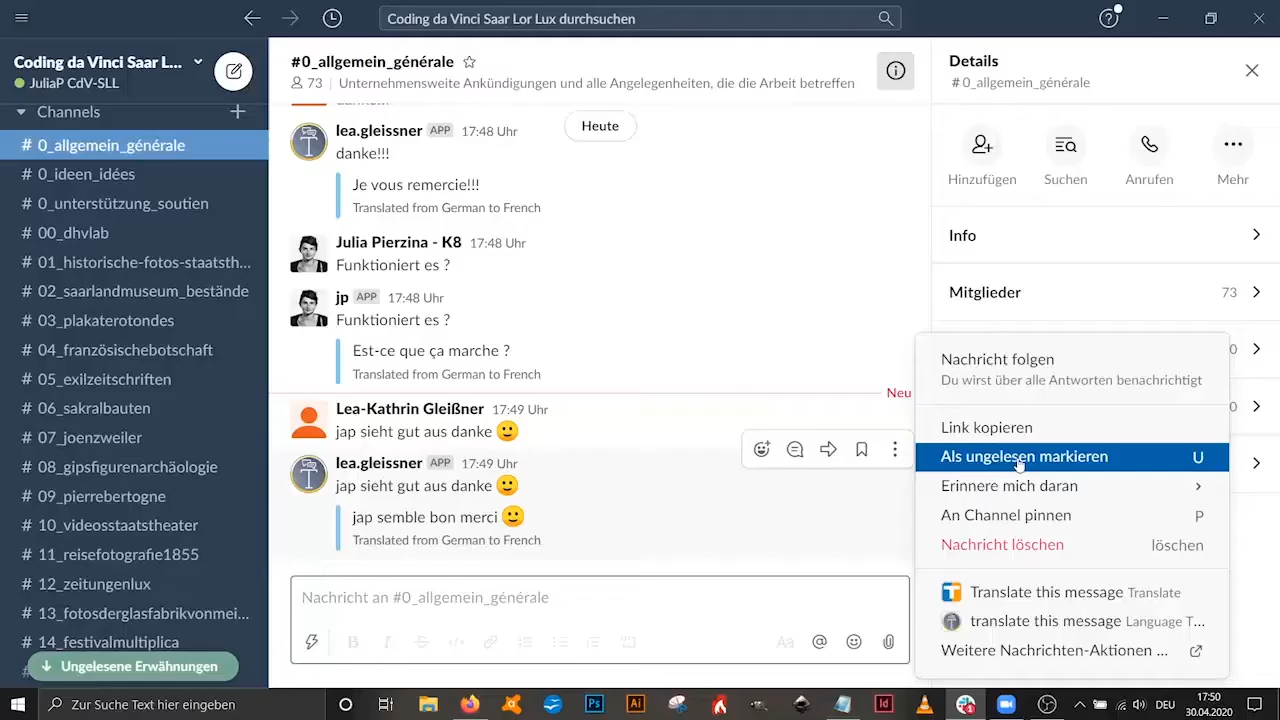 Coding da Vinci Saar Lor Lux durchsuchen
Coding da Vinci Saar Lor L...
JuliaP CdV-SLL
Channels
# 0_allgemein_générale
# 0_ideen_idées
# 0_unterstützung_soutien
# 00_dhvlab
# 01_historische-fotos-staatsth...
# 02_saarlandmuseum_bestände
# 03_plakaterotondes
# 04_französischebotschaft
# 05_exilzeitschriften
# 06_sakralbauten
# 07_joenzweiler
# 08_gipsfigurenarchäologie
# 09_pierrebertogne
# 10_videosstaatstheater
# 11_reisefotografie1855
# 12_zeitungenlux
# 13_fotosderglasfabrikvonmei...
# 14_festivalmultiplica
#
Ungelesene Erwähnungen
#0_allgemein_générale
73 | Unternehmensweite Ankündigungen und alle Angelegenheiten, die die Arbeit betreffen
Heute
lea.gleissner APP 17:48 Uhr
danke!!!
Je vous remercie!!!
Translated from German to French
Julia Pierzina - K8 17:48 Uhr
Funktioniert es ?
jp APP 17:48 Uhr
Funktioniert es ?
Est-ce que ça marche ?
Translated from German to French
Neu
Lea-Kathrin Gleißner 17:49 Uhr
jap sieht gut aus danke 🙂
lea.gleissner APP 17:49 Uhr
jap sieht gut aus danke 🙂
jap semble bon merci 🙂
Translated from German to French
Nachricht an #0_allgemein_générale
Aa @
Details
# 0_allgemein_générale
Hinzufügen Suchen Anrufen Mehr
Info
Mitglieder 73
0
0
Nachricht folgen
Du wirst über alle Antworten benachrichtigt
Link kopieren
Als ungelesen markieren U
Erinnere mich daran
An Channel pinnen P
Nachricht löschen löschen
Translate this message Translate
translate this message Language T...
Weitere Nachrichten-Aktionen ...
Zur Suche Text hier eingeben
Ps
Ai
Id
DEU
17:50
30.04.2020